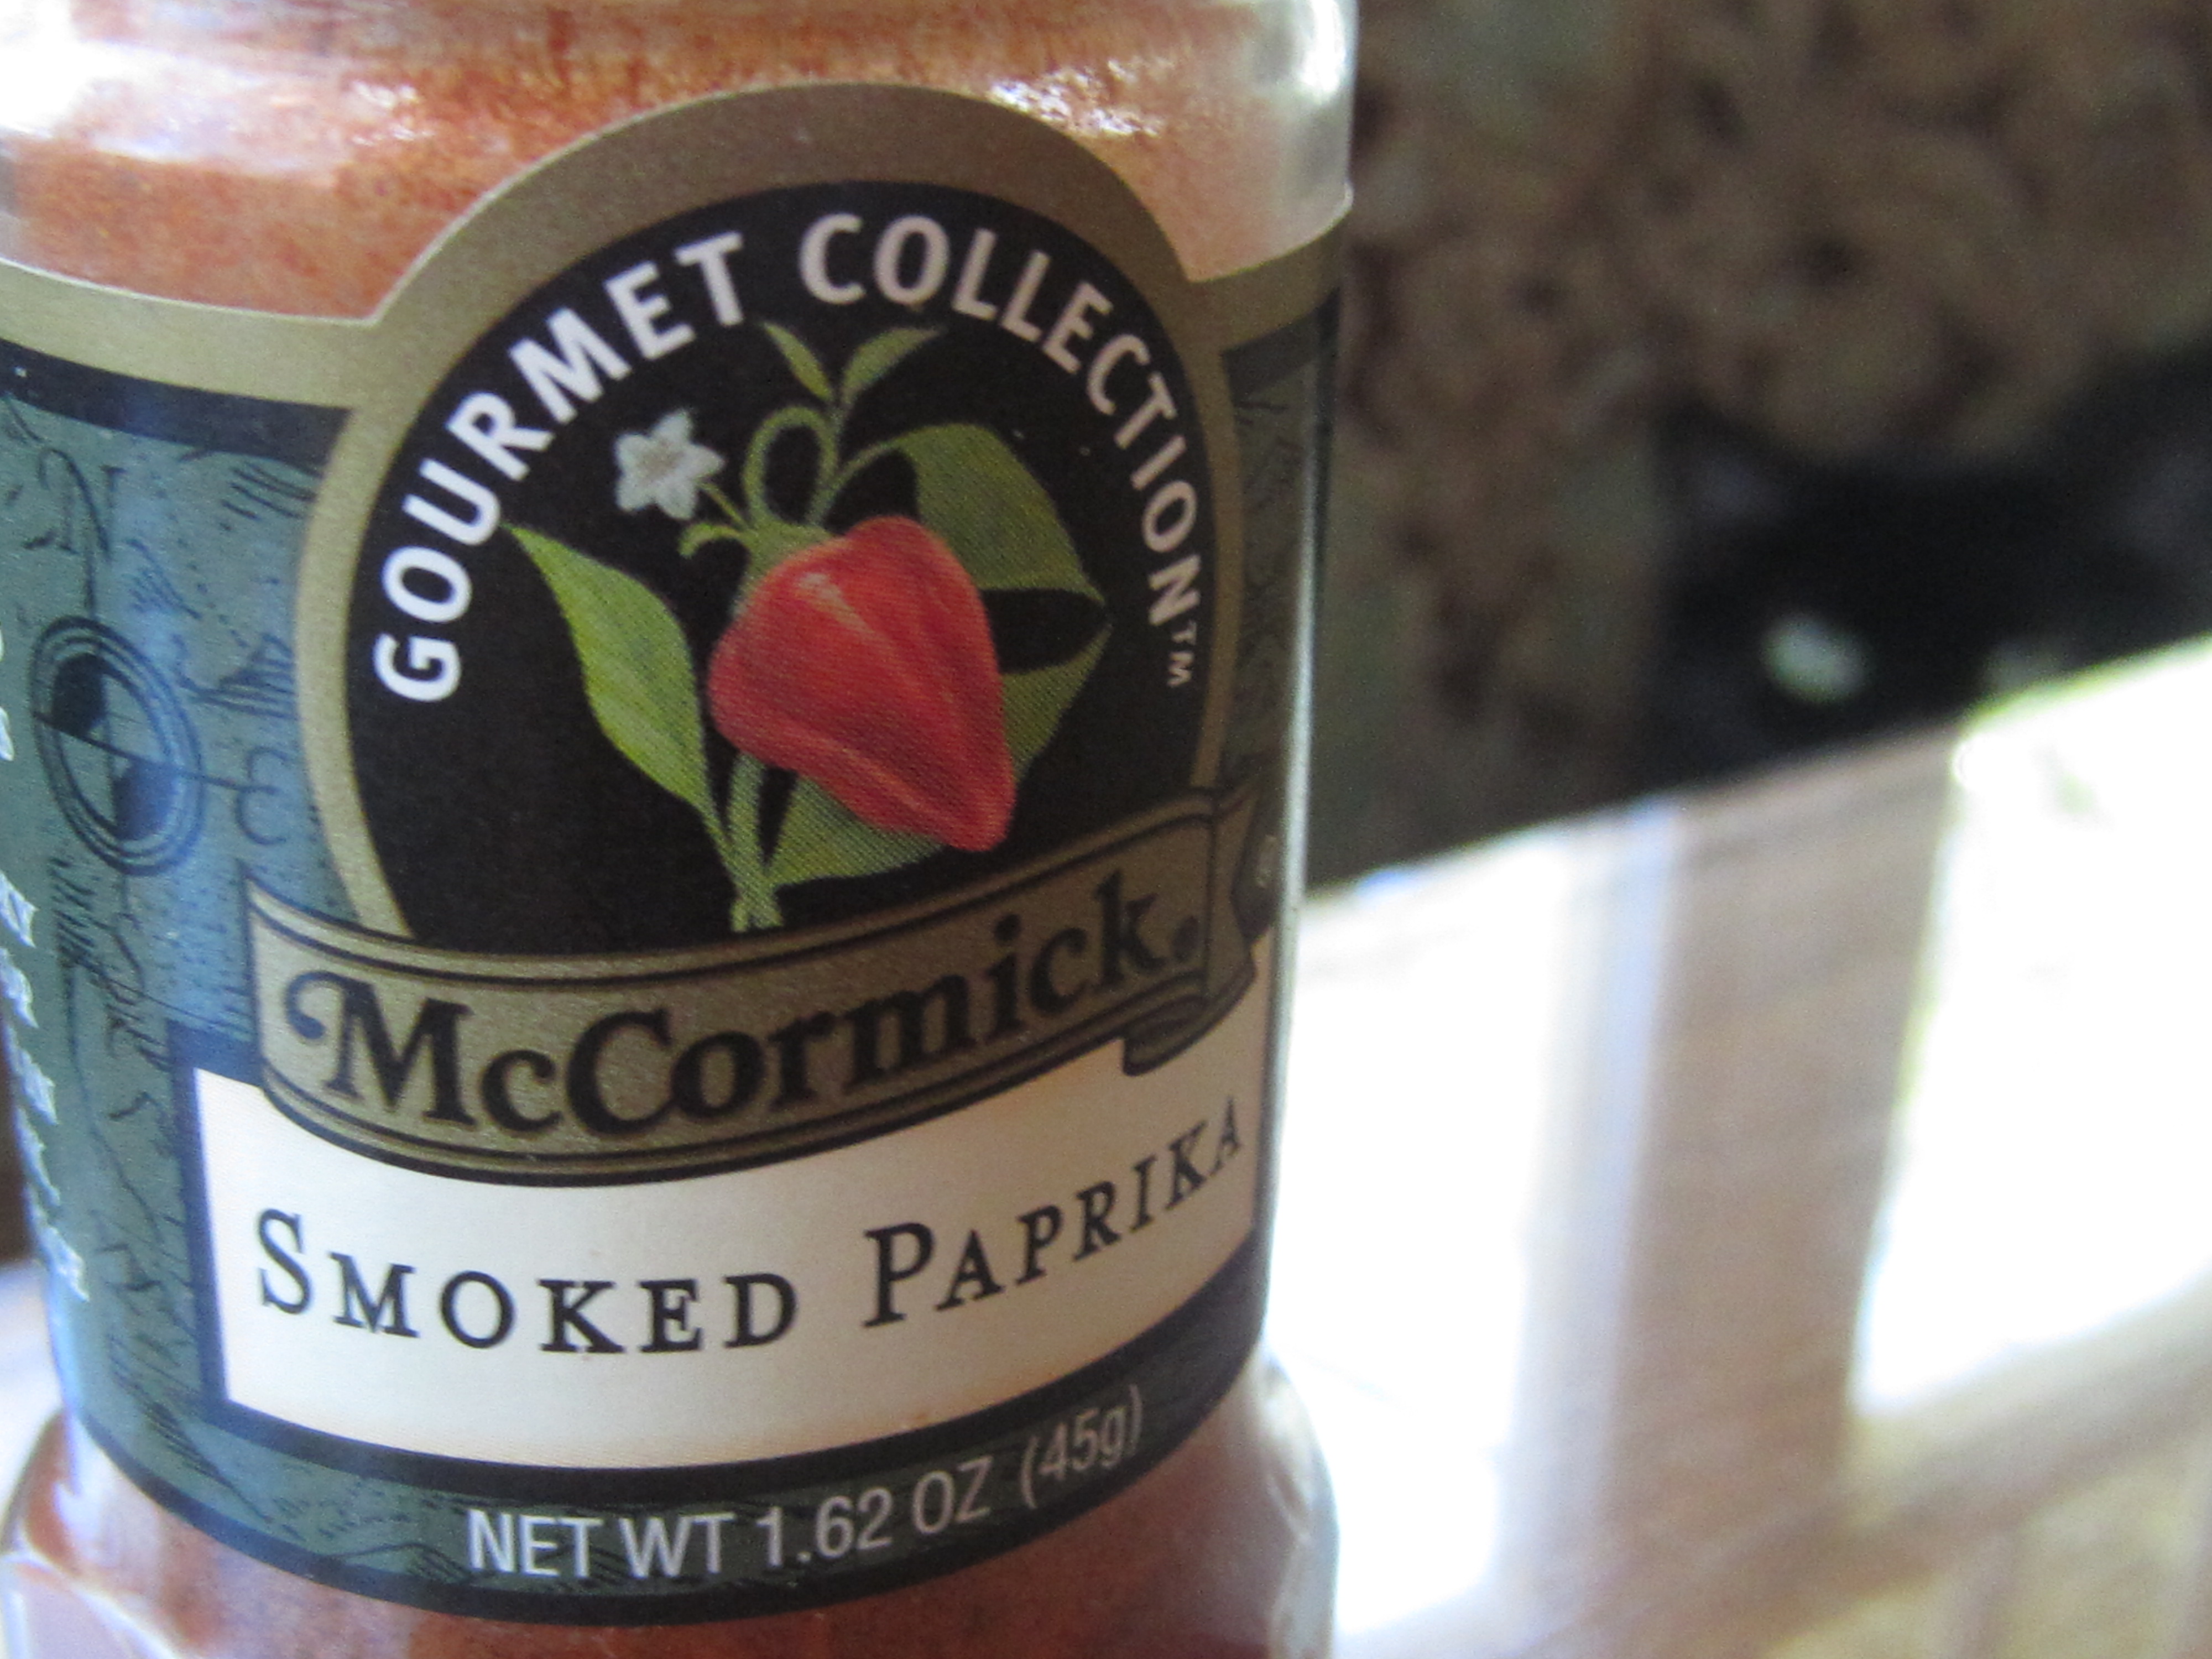 GOURMET COLLECTION™
McCormick®
SMOKED PAPRIKA
NET WT 1.62 OZ (45g)